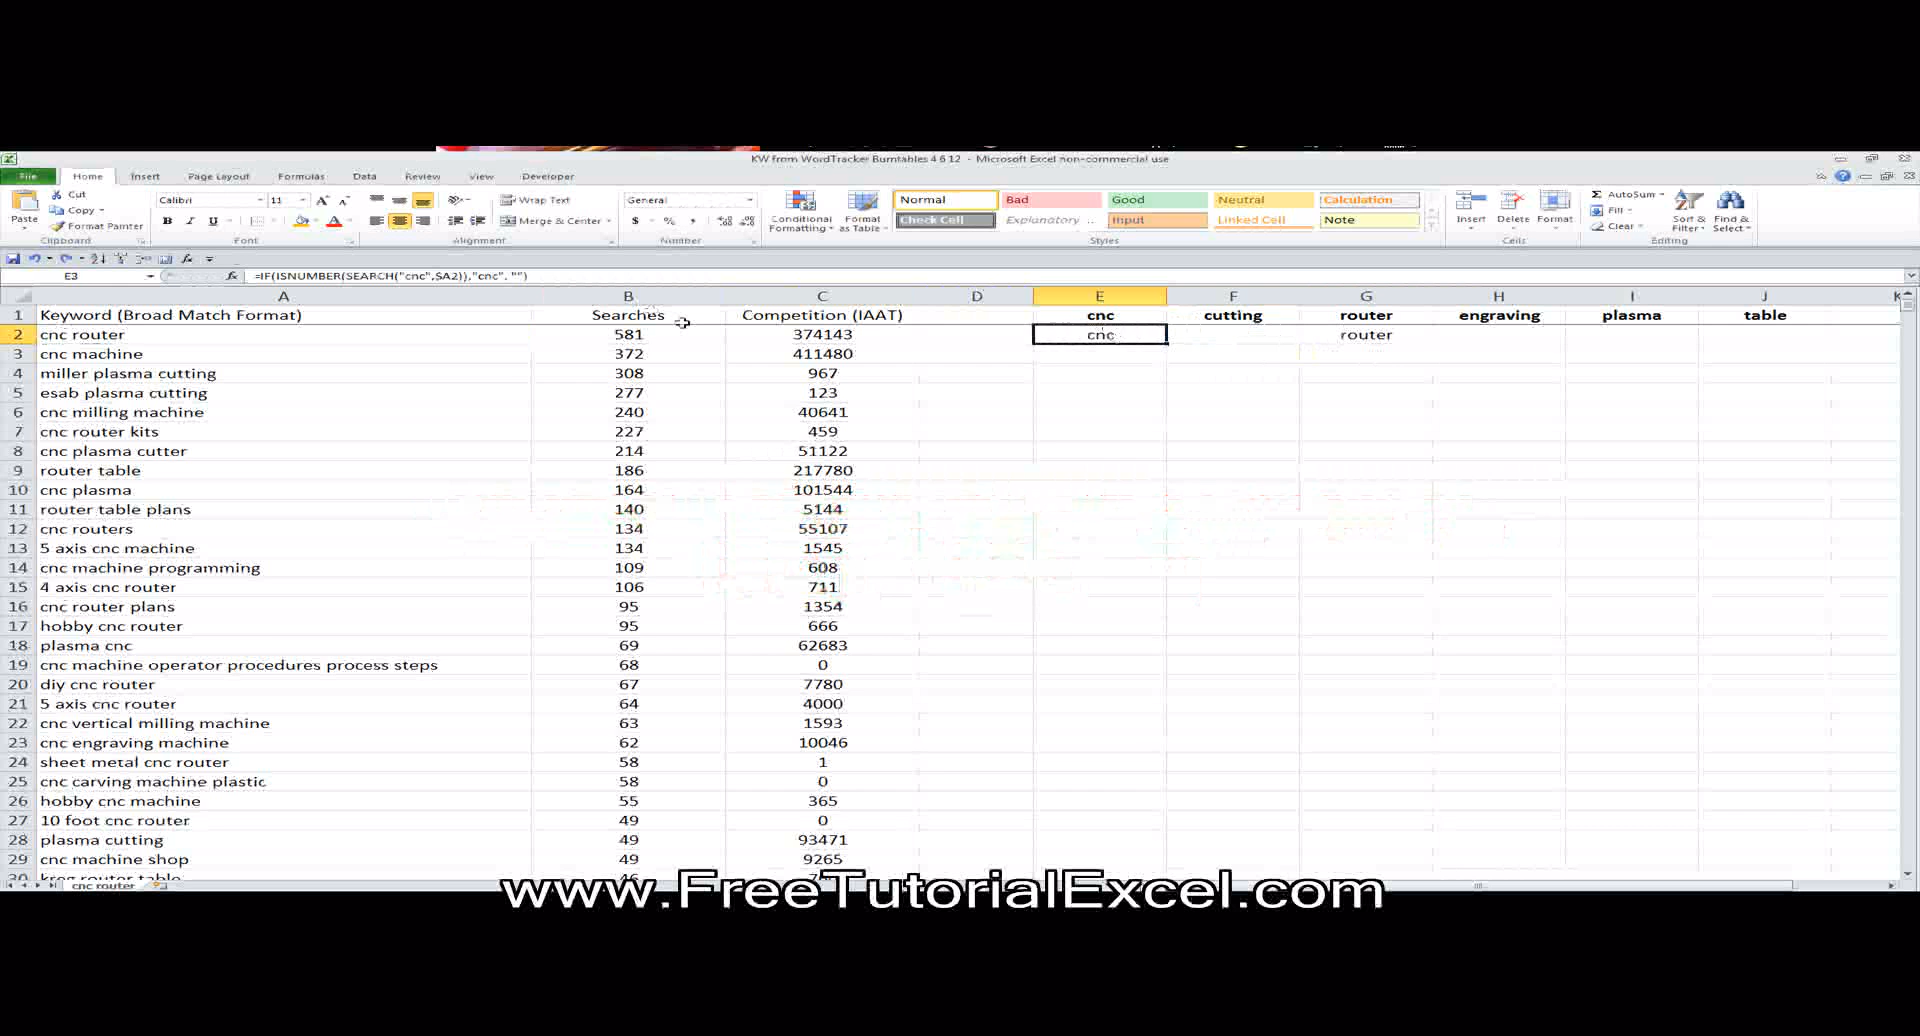 KW from WordTracker Burntables 4 6 12 - Microsoft Excel non-commercial use
File Home Insert Page Layout Formulas Data Review View Developer
Cut Calibri 11 Wrap Text General Normal Bad Good Neutral Calculation AutoSum
Copy Paste Conditional Formatting Format as Table Insert Delete Format Fill Sort & Filter Find & Select
Format Painter B I U Merge & Center $ % , Check Cell Explanatory .. Input Linked Cell Note Clear
Clipboard Font Alignment Number Styles Cells Editing
E3 fx =IF(ISNUMBER(SEARCH("cnc",$A2)),"cnc", "")
A B C D E F G H I J K
1 Keyword (Broad Match Format) Searches Competition (IAAT) cnc cutting router engraving plasma table
2 cnc router 581 374143 cnc router
3 cnc machine 372 411480
4 miller plasma cutting 308 967
5 esab plasma cutting 277 123
6 cnc milling machine 240 40641
7 cnc router kits 227 459
8 cnc plasma cutter 214 51122
9 router table 186 217780
10 cnc plasma 164 101544
11 router table plans 140 5144
12 cnc routers 134 55107
13 5 axis cnc machine 134 1545
14 cnc machine programming 109 608
15 4 axis cnc router 106 711
16 cnc router plans 95 1354
17 hobby cnc router 95 666
18 plasma cnc 69 62683
19 cnc machine operator procedures process steps 68 0
20 diy cnc router 67 7780
21 5 axis cnc router 64 4000
22 cnc vertical milling machine 63 1593
23 cnc engraving machine 62 10046
24 sheet metal cnc router 58 1
25 cnc carving machine plastic 58 0
26 hobby cnc machine 55 365
27 10 foot cnc router 49 0
28 plasma cutting 49 93471
29 cnc machine shop 49 9265
30 kreg router table 46
cnc router
www.FreeTutorialExcel.com